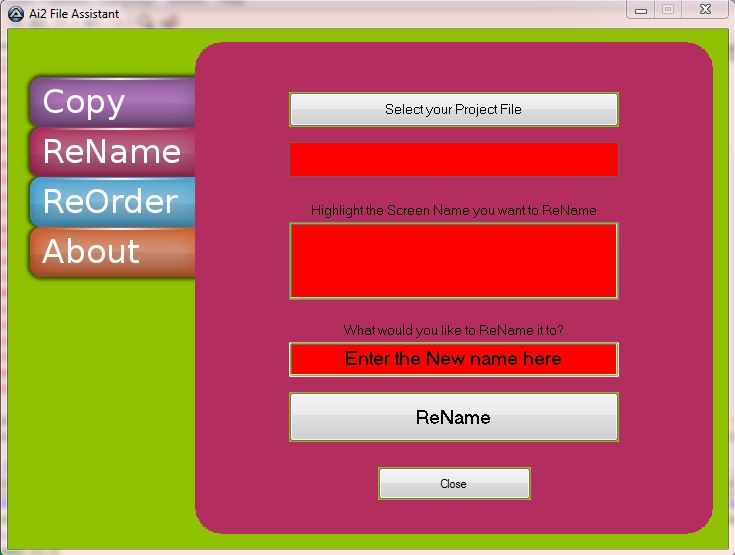 Ai2 File Assistant
Copy
ReName
ReOrder
About
Select your Project File
Highlight the Screen Name you want to ReName
What would you like to ReName it to?
Enter the New name here
ReName
Close